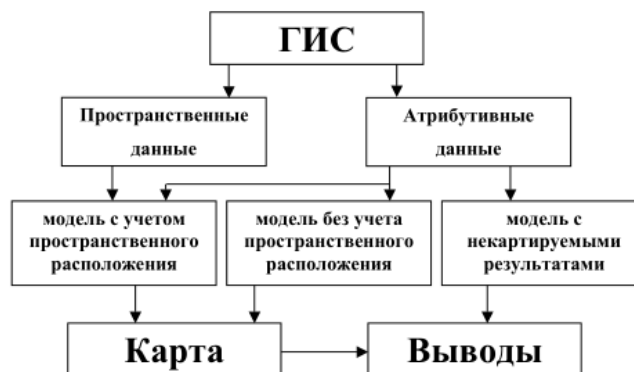 ГИС
Пространственные
данные
Атрибутивные
данные
модель с учетом
пространственного
расположения
модель без учета
пространственного
расположения
модель с
некартируемыми
результатами
Карта
Выводы